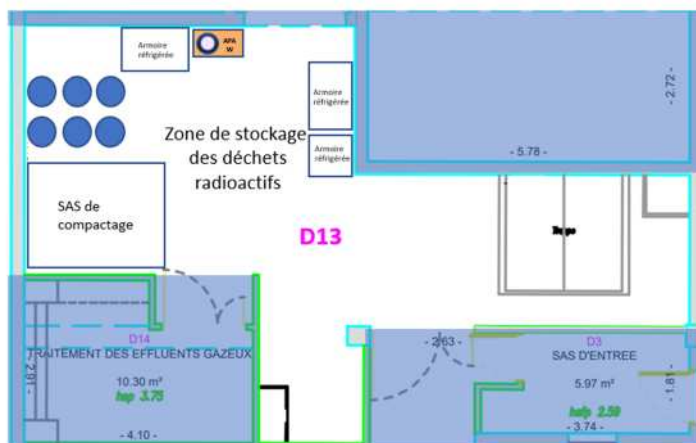 Armoire
réfrigérée
APA
W
Armoire
réfrigérée
- 2.72 -
Zone de stockage
des déchets
radioactifs
Armoire
réfrigérée
- 5.78 -
SAS de
compactage
D13
Trapo
D14
- 2.63 -
D3
TRAITEMENT DES EFFLUENTS GAZEUX
SAS D'ENTREE
- 2.91 -
10.30 m²
5.97 m²
- 1.81 -
hsp 3.75
hsfp 2.50
- 4.10 -
- 3.74 -